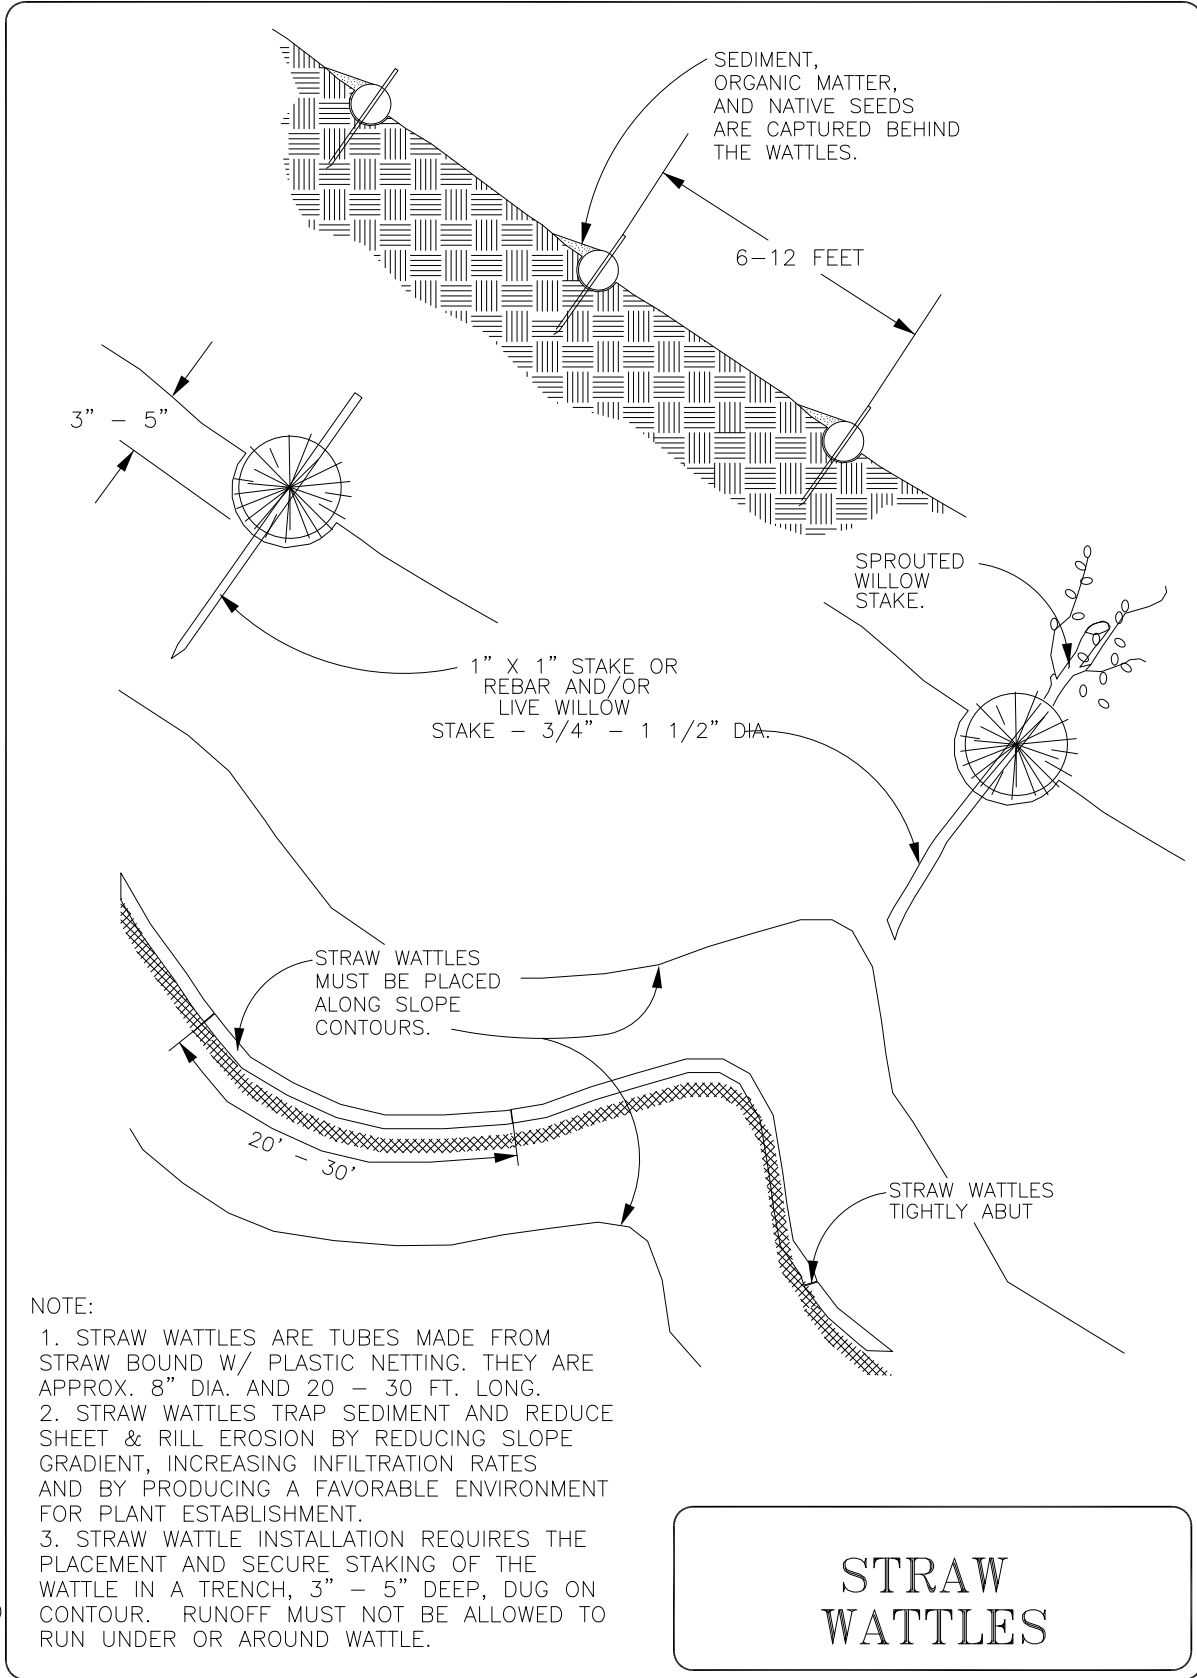 SEDIMENT,
ORGANIC MATTER,
AND NATIVE SEEDS
ARE CAPTURED BEHIND
THE WATTLES.
6-12 FEET
3" - 5"
SPROUTED
WILLOW
STAKE.
1" X 1" STAKE OR
REBAR AND/OR
LIVE WILLOW
STAKE - 3/4" - 1 1/2" DIA.
STRAW WATTLES
MUST BE PLACED
ALONG SLOPE
CONTOURS.
20' - 30'
STRAW WATTLES
TIGHTLY ABUT
NOTE:
1. STRAW WATTLES ARE TUBES MADE FROM
STRAW BOUND W/ PLASTIC NETTING. THEY ARE
APPROX. 8" DIA. AND 20 - 30 FT. LONG.
2. STRAW WATTLES TRAP SEDIMENT AND REDUCE
SHEET & RILL EROSION BY REDUCING SLOPE
GRADIENT, INCREASING INFILTRATION RATES
AND BY PRODUCING A FAVORABLE ENVIRONMENT
FOR PLANT ESTABLISHMENT.
3. STRAW WATTLE INSTALLATION REQUIRES THE
PLACEMENT AND SECURE STAKING OF THE
WATTLE IN A TRENCH, 3" - 5" DEEP, DUG ON
CONTOUR. RUNOFF MUST NOT BE ALLOWED TO
RUN UNDER OR AROUND WATTLE.
STRAW
WATTLES